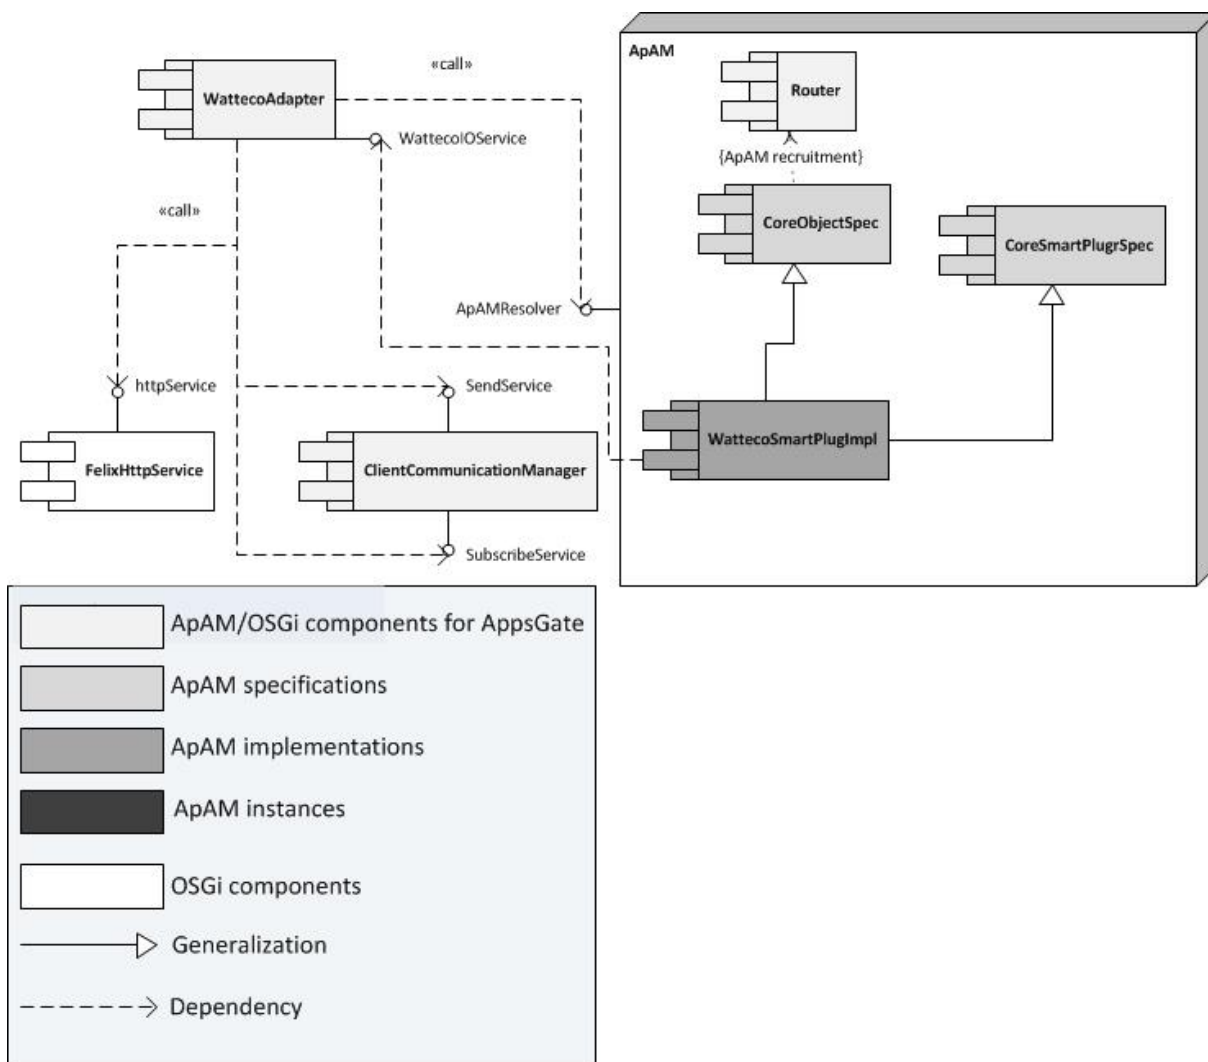 ApAM
«call»
WattecoAdapter
Router
WattecoIOService
{ApAM recruitment}
«call»
CoreObjectSpec
CoreSmartPlugrSpec
ApAMResolver
httpService
SendService
WattecoSmartPlugImpl
FelixHttpService
ClientCommunicationManager
SubscribeService
ApAM/OSGi components for AppsGate
ApAM specifications
ApAM implementations
ApAM instances
OSGi components
Generalization
Dependency